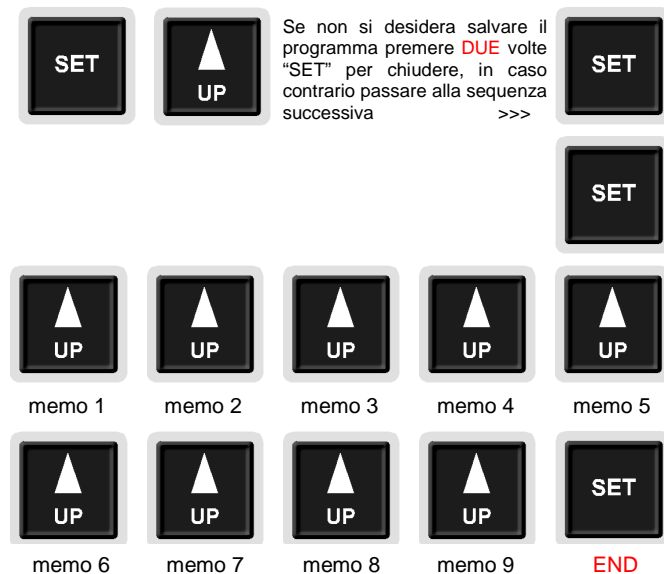 SET
UP
Se non si desidera salvare il
programma premere DUE volte
“SET” per chiudere, in caso
contrario passare alla sequenza
successiva >>>
SET
SET
UP UP UP UP UP
memo 1 memo 2 memo 3 memo 4 memo 5
UP UP UP UP SET
memo 6 memo 7 memo 8 memo 9 END